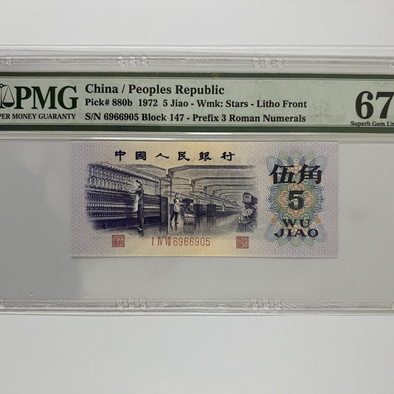 PMG
PER MONEY GUARANTY
China / Peoples Republic
Pick# 880b 1972 5 Jiao - Wmk: Stars - Litho Front
S/N 6966905 Block 147 - Prefix 3 Roman Numerals
67
Superb Gem Un
中國人民銀行
伍角
5
WU
JIAO
I IV VII 6966905